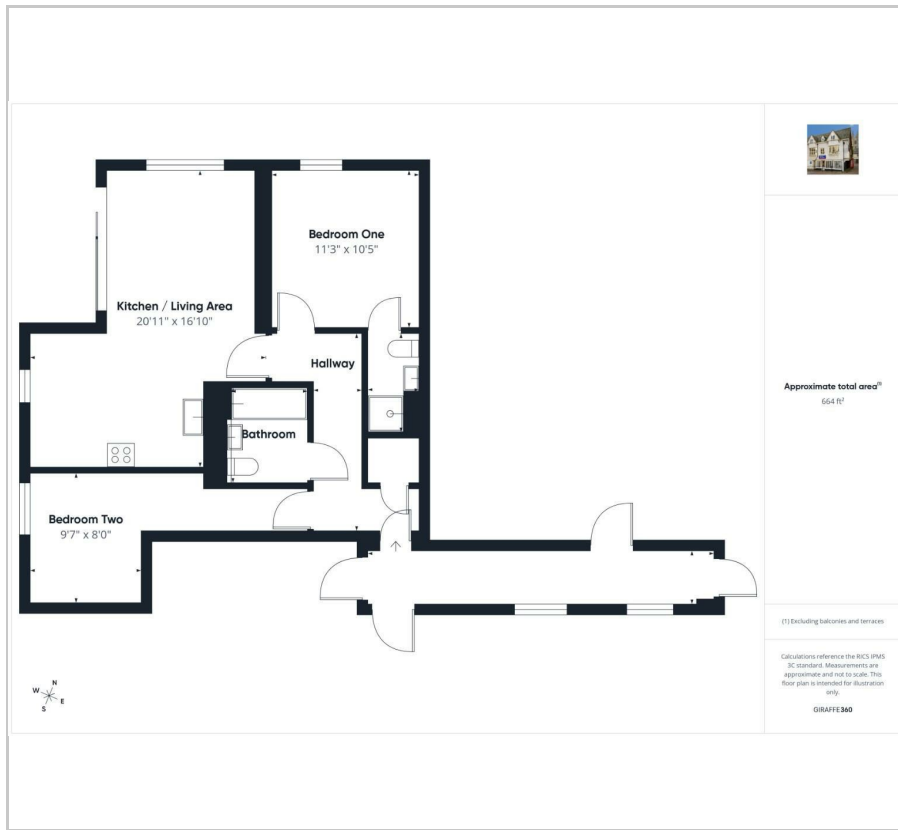 Bedroom One
11'3" x 10'5"
Kitchen / Living Area
20'11" x 16'10"
Hallway
Bathroom
Bedroom Two
9'7" x 8'0"
N
W
E
S
Approximate total area(1)
664 ft²
(1) Excluding balconies and terraces
Calculations reference the RICS IPMS
3C standard. Measurements are
approximate and not to scale. This
floor plan is intended for illustration
only.
GIRAFFE360